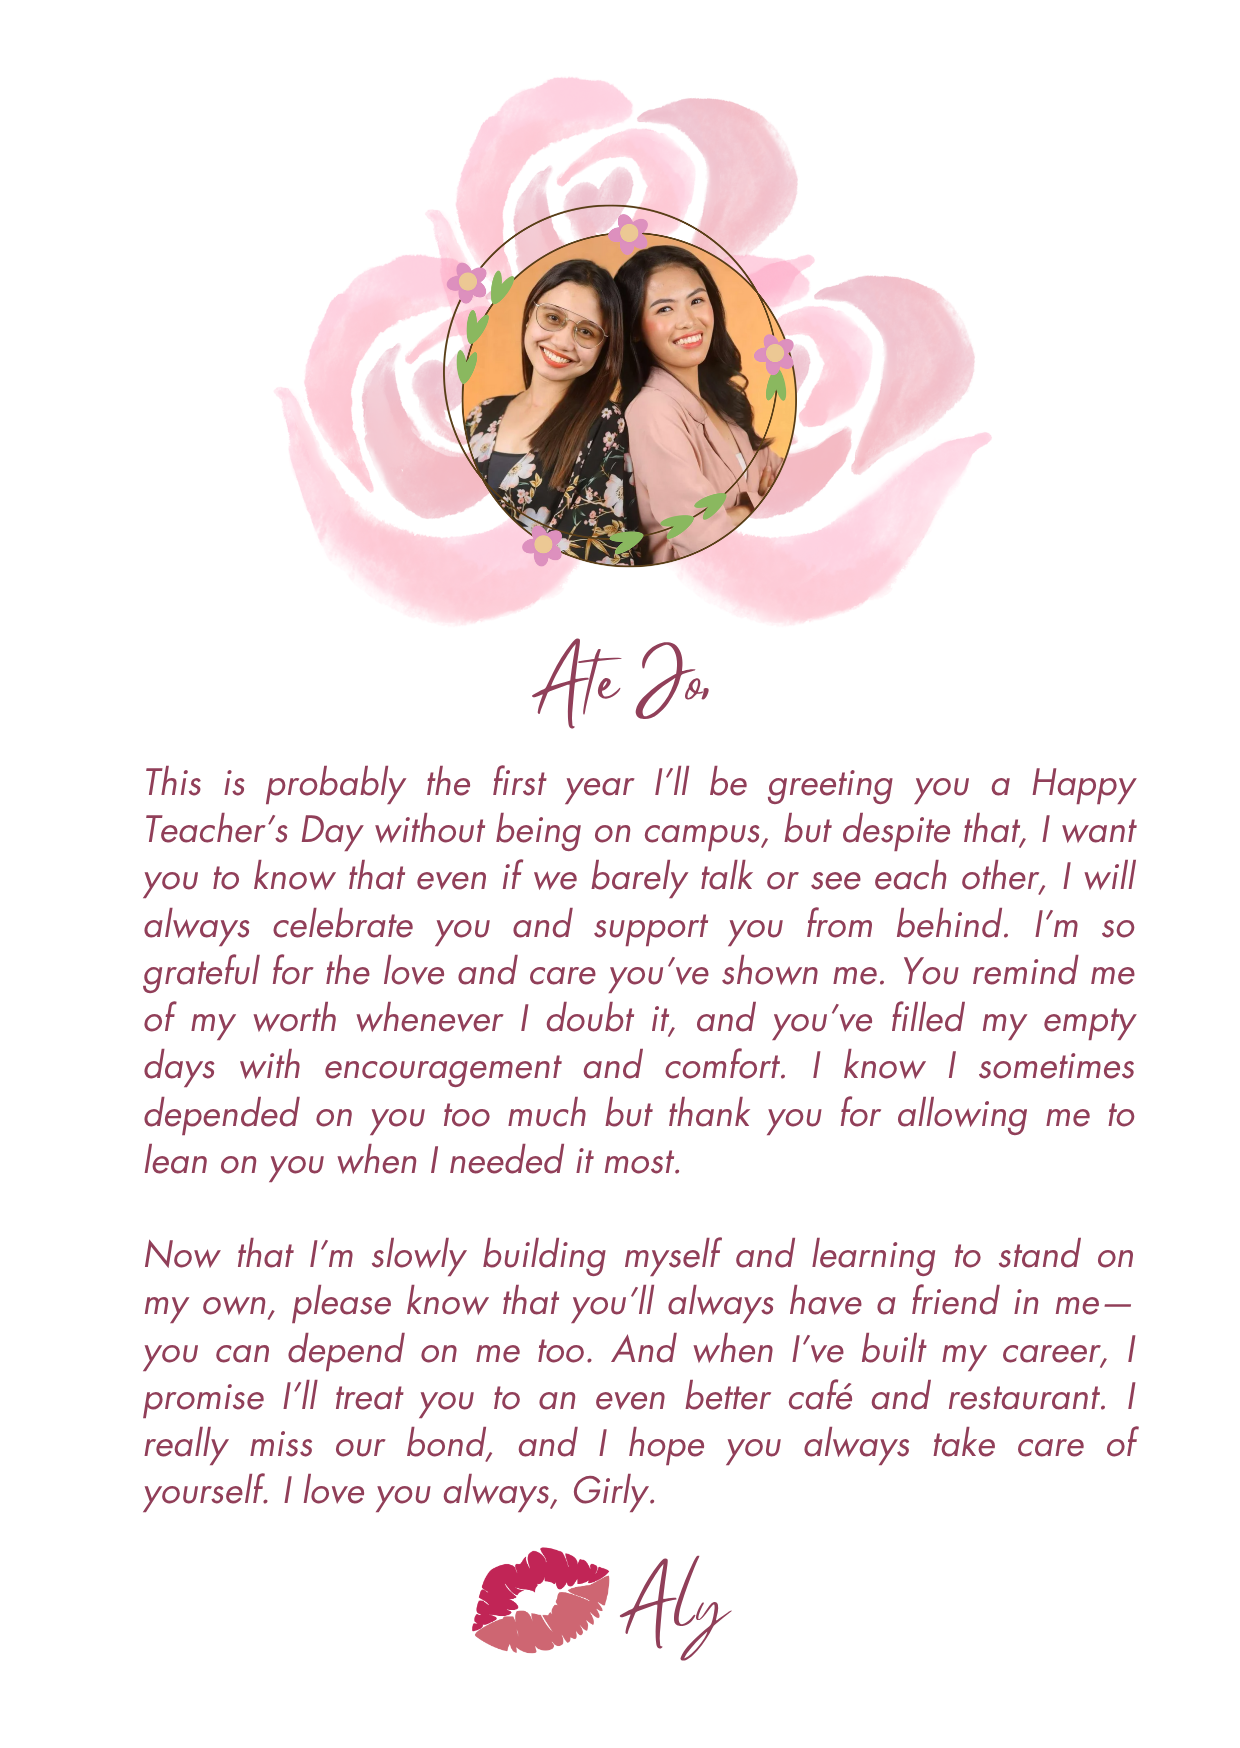 Ate Jo,
This is probably the first year I’ll be greeting you a Happy
Teacher’s Day without being on campus, but despite that, I want
you to know that even if we barely talk or see each other, I will
always celebrate you and support you from behind. I’m so
grateful for the love and care you’ve shown me. You remind me
of my worth whenever I doubt it, and you’ve filled my empty
days with encouragement and comfort. I know I sometimes
depended on you too much but thank you for allowing me to
lean on you when I needed it most.
Now that I’m slowly building myself and learning to stand on
my own, please know that you’ll always have a friend in me—
you can depend on me too. And when I’ve built my career, I
promise I’ll treat you to an even better café and restaurant. I
really miss our bond, and I hope you always take care of
yourself. I love you always, Girly.
Aly